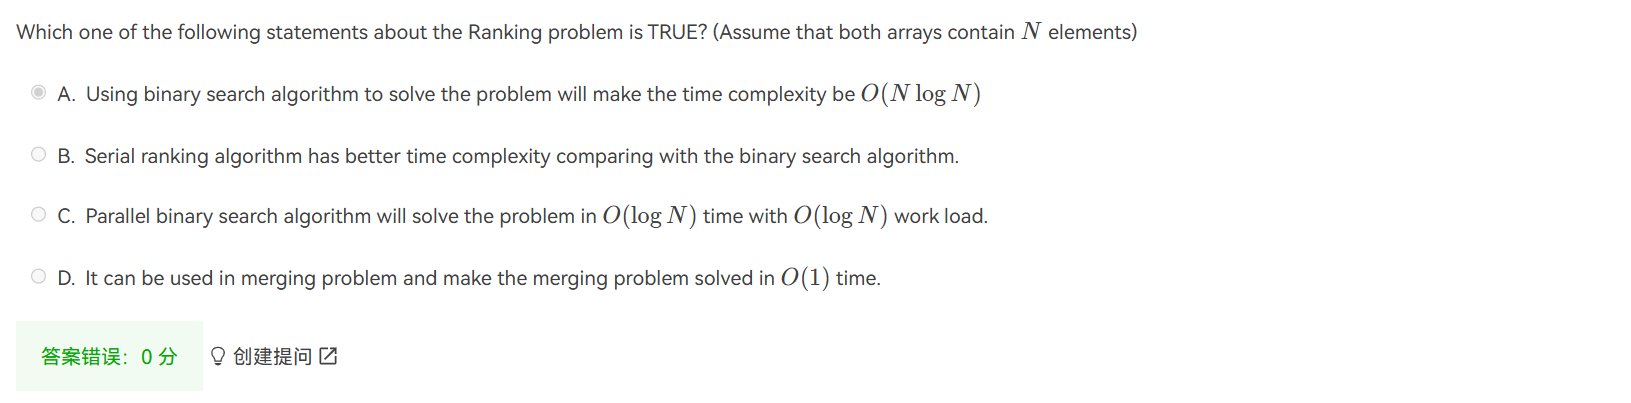 Which one of the following statements about the Ranking problem is TRUE? (Assume that both arrays contain N elements)
A. Using binary search algorithm to solve the problem will make the time complexity be O(N log N)
B. Serial ranking algorithm has better time complexity comparing with the binary search algorithm.
C. Parallel binary search algorithm will solve the problem in O(log N) time with O(log N) work load.
D. It can be used in merging problem and make the merging problem solved in O(1) time.
答案错误：0 分 创建提问